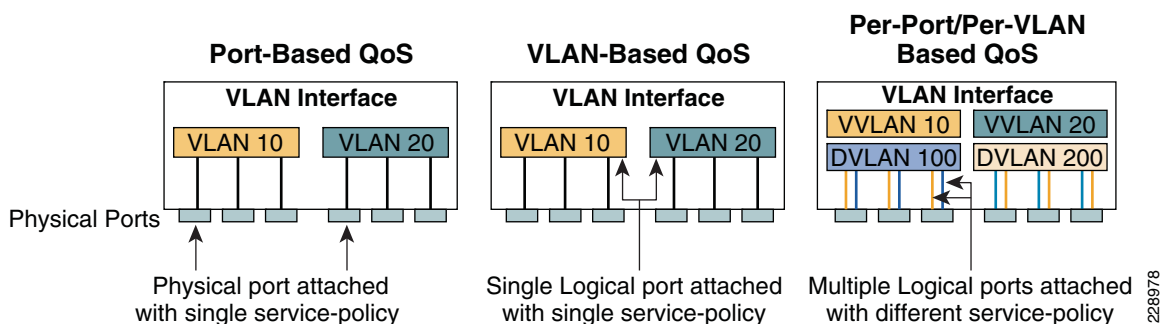 Port-Based QoS
VLAN-Based QoS
Per-Port/Per-VLAN
Based QoS
VLAN Interface
VLAN 10
VLAN 20
VLAN Interface
VLAN 10
VLAN 20
VLAN Interface
VVLAN 10
VVLAN 20
DVLAN 100
DVLAN 200
Physical Ports
Physical port attached
with single service-policy
Single Logical port attached
with single service-policy
Multiple Logical ports attached
with different service-policy
228978